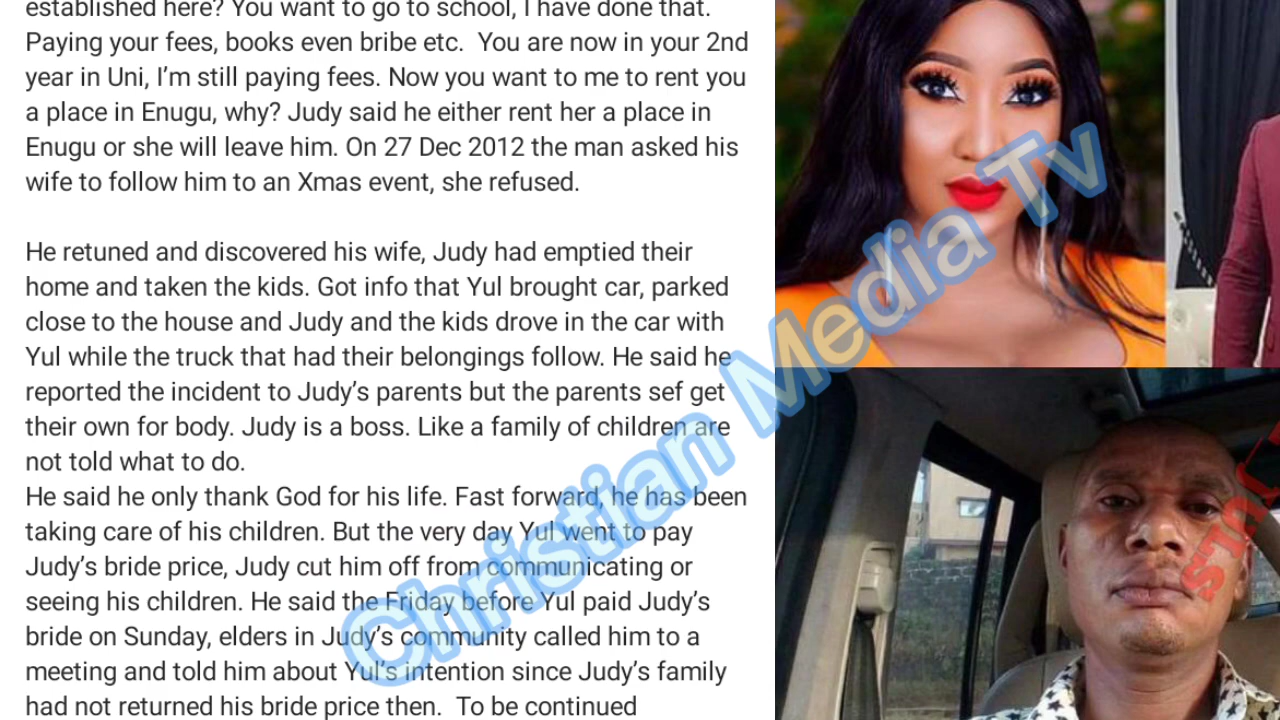 established here? You want to go to school, I have done that.
Paying your fees, books even bribe etc.  You are now in your 2nd
year in Uni, I’m still paying fees. Now you want to me to rent you
a place in Enugu, why? Judy said he either rent her a place in
Enugu or she will leave him. On 27 Dec 2012 the man asked his
wife to follow him to an Xmas event, she refused.
He retuned and discovered his wife, Judy had emptied their
home and taken the kids. Got info that Yul brought car, parked
close to the house and Judy and the kids drove in the car with
Yul while the truck that had their belongings follow. He said he
reported the incident to Judy’s parents but the parents sef get
their own for body. Judy is a boss. Like a family of children are
not told what to do.
He said he only thank God for his life. Fast forward, he has been
taking care of his children. But the very day Yul went to pay
Judy’s bride price, Judy cut him off from communicating or
seeing his children. He said the Friday before Yul paid Judy’s
bride on Sunday, elders in Judy’s community called him to a
meeting and told him about Yul’s intention since Judy’s family
had not returned his bride price then.  To be continued
Christian Media Tv